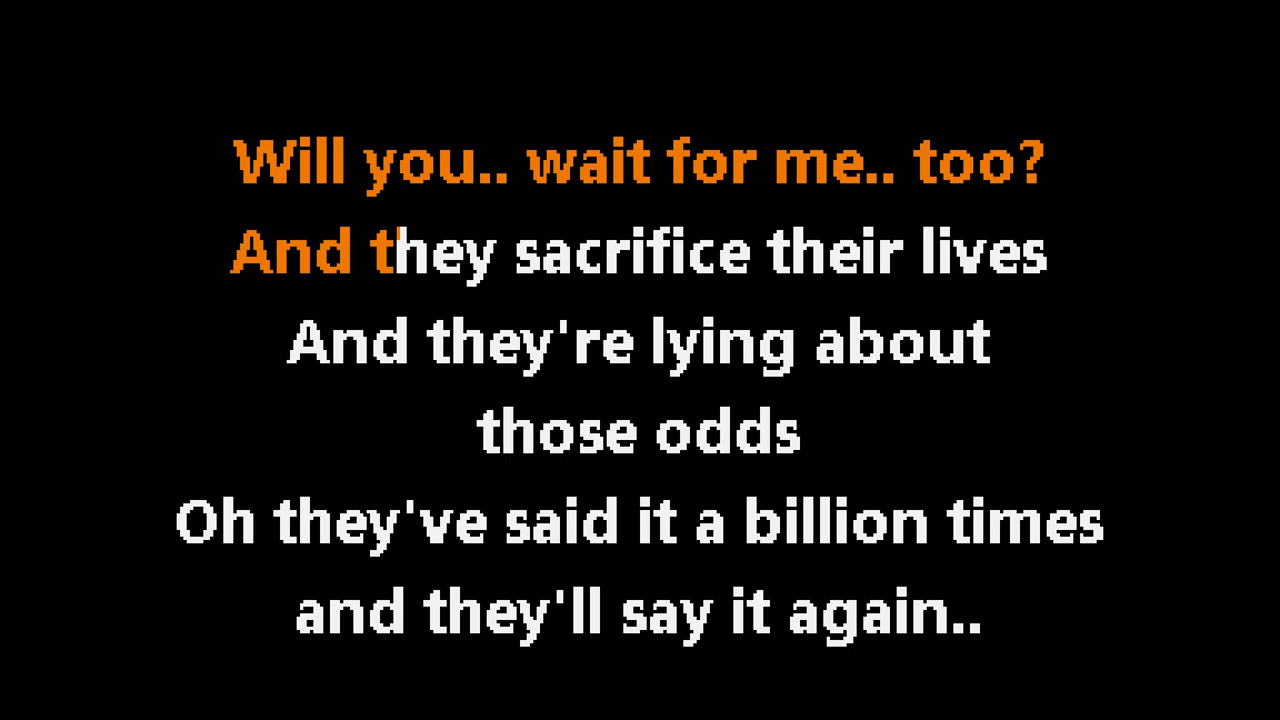 Will you.. wait for me.. too?
And they sacrifice their lives
And they're lying about
those odds
Oh they've said it a billion times
and they'll say it again..